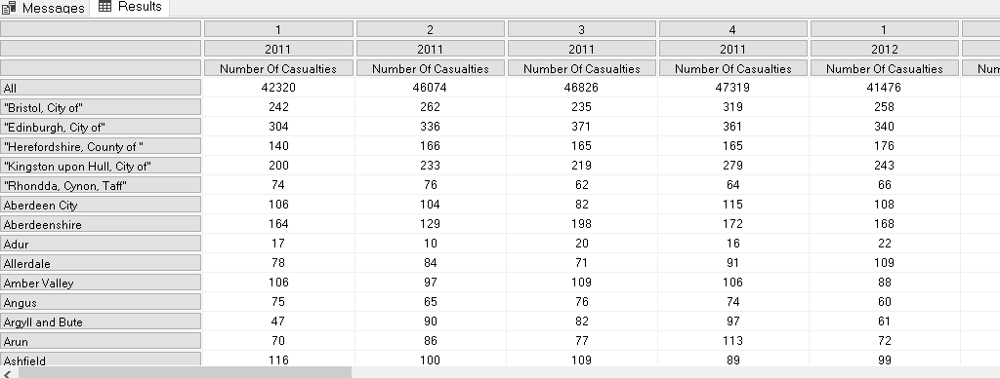 Messages Results
1 2 3 4 1
2011 2011 2011 2011 2012
Number Of Casualties Number Of Casualties Number Of Casualties Number Of Casualties Number Of Casualties Num
All 42320 46074 46826 47319 41476
"Bristol, City of" 242 262 235 319 258
"Edinburgh, City of" 304 336 371 361 340
"Herefordshire, County of " 140 166 165 165 176
"Kingston upon Hull, City of" 200 233 219 279 243
"Rhondda, Cynon, Taff" 74 76 62 64 66
Aberdeen City 106 104 82 115 108
Aberdeenshire 164 129 198 172 168
Adur 17 10 20 16 22
Allerdale 78 84 71 91 109
Amber Valley 106 97 109 106 88
Angus 75 65 76 74 60
Argyll and Bute 47 90 82 97 61
Arun 70 86 77 113 72
Ashfield 116 100 109 89 99